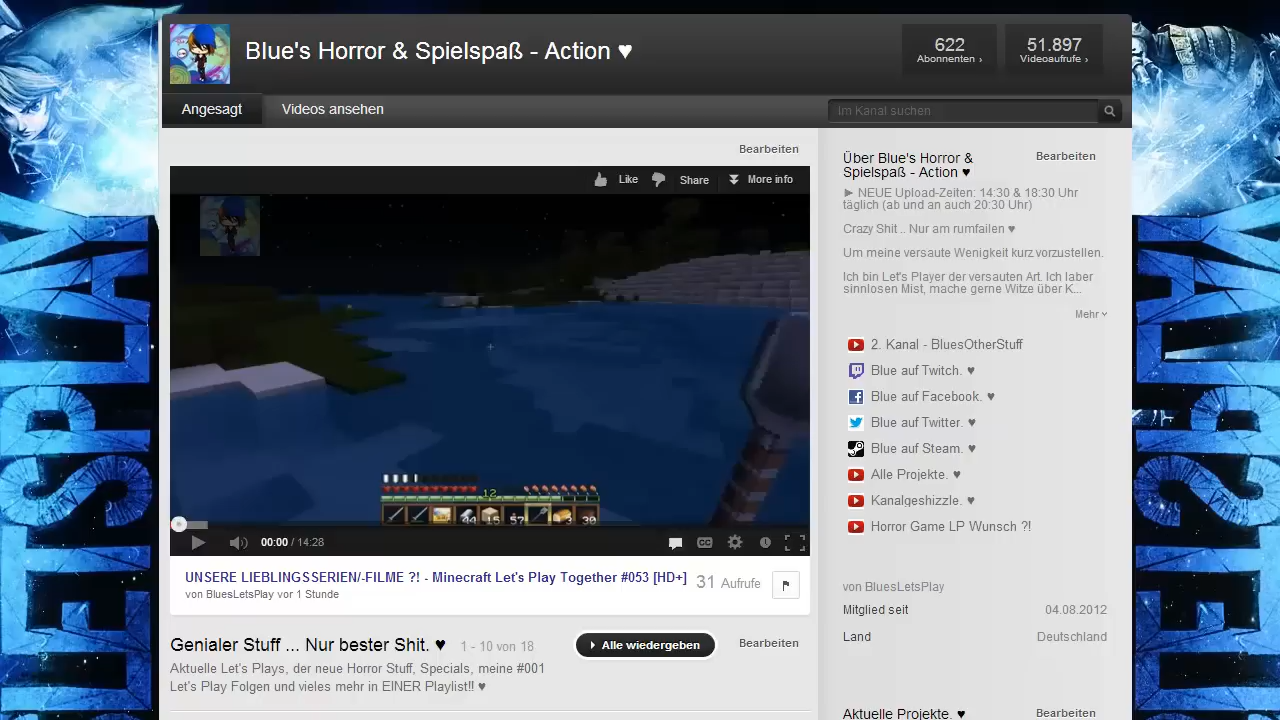 Blue's Horror & Spielspaß - Action ♥
622
Abonnenten ›
51.897
Videoaufrufe ›
Angesagt
Videos ansehen
Im Kanal suchen
Bearbeiten
Like
Share
More info
12
44
15
57
3
39
00:00 / 14:28
CC
UNSERE LIEBLINGSSERIEN/-FILME ?! - Minecraft Let's Play Together #053 [HD+]
von BluesLetsPlay vor 1 Stunde
31 Aufrufe
Genialer Stuff ... Nur bester Shit. ♥
1 - 10 von 18
Alle wiedergeben
Bearbeiten
Aktuelle Let's Plays, der neue Horror Stuff, Specials, meine #001
Let's Play Folgen und vieles mehr in EINER Playlist!! ♥
Über Blue's Horror &
Spielspaß - Action ♥
Bearbeiten
► NEUE Upload-Zeiten: 14:30 & 18:30 Uhr
täglich (ab und an auch 20:30 Uhr)
Crazy Shit .. Nur am rumfailen ♥
Um meine versaute Wenigkeit kurz vorzustellen.
Ich bin Let's Player der versauten Art. Ich laber
sinnlosen Mist, mache gerne Witze über K...
Mehr
2. Kanal - BluesOtherStuff
Blue auf Twitch. ♥
Blue auf Facebook. ♥
Blue auf Twitter. ♥
Blue auf Steam. ♥
Alle Projekte. ♥
Kanalgeshizzle. ♥
Horror Game LP Wunsch ?!
von BluesLetsPlay
Mitglied seit
04.08.2012
Land
Deutschland
Aktuelle Projekte. ♥
Bearbeiten